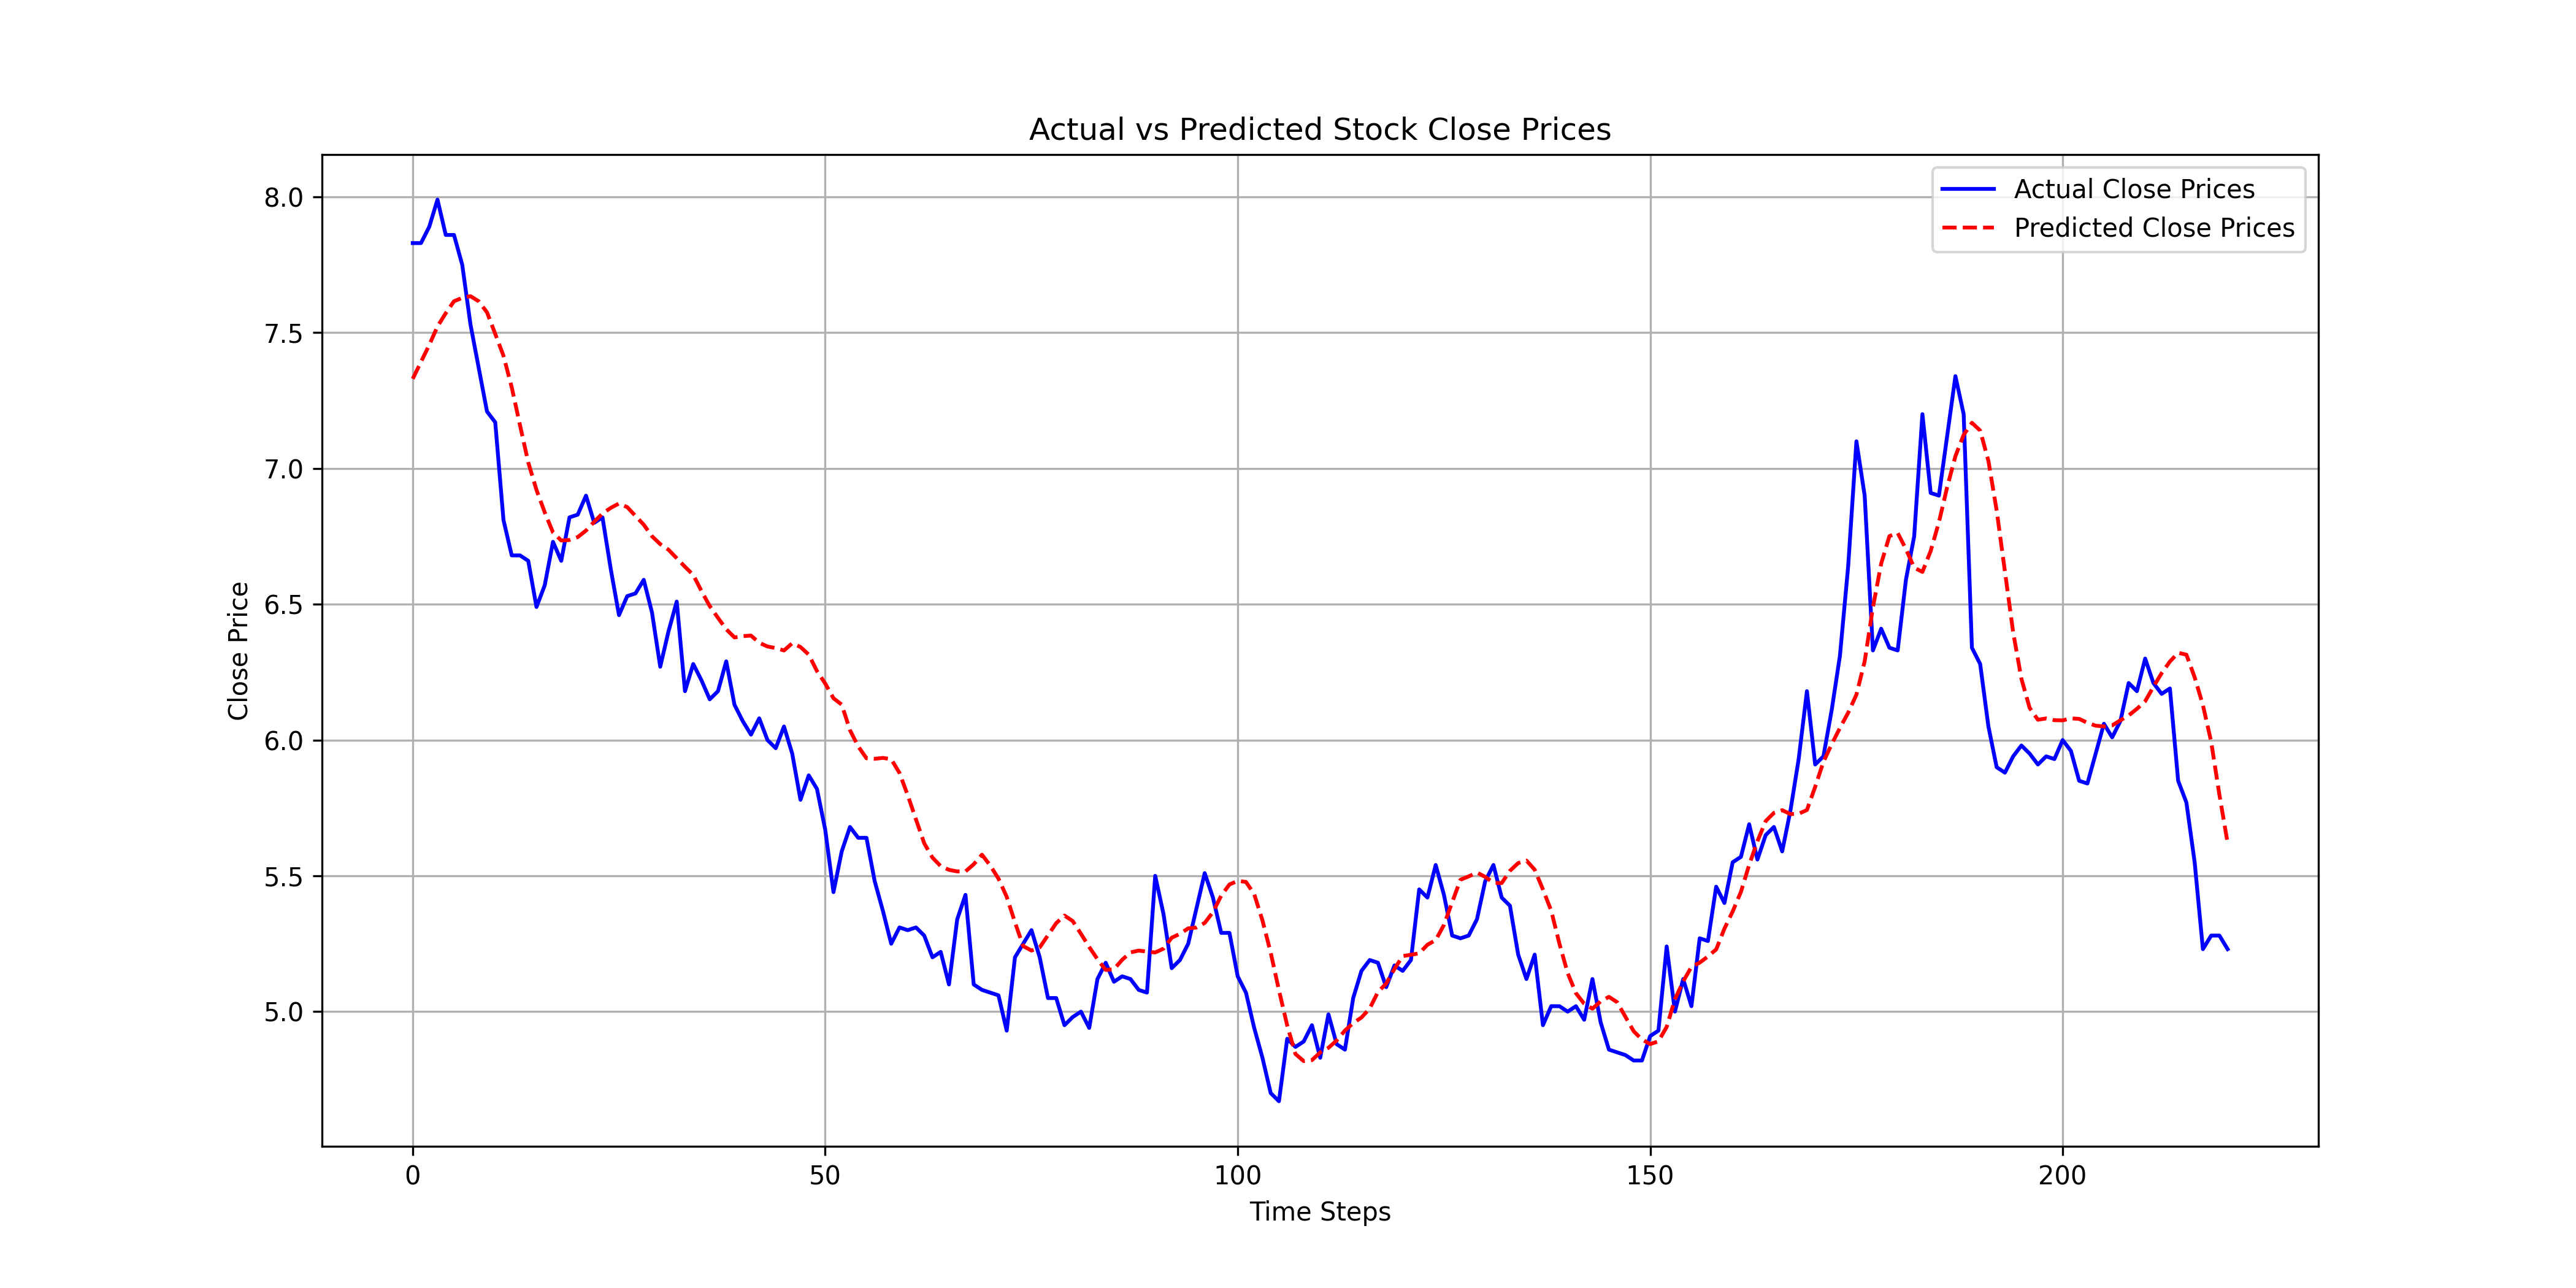 Actual vs Predicted Stock Close Prices
Actual Close Prices
Predicted Close Prices
Close Price
8.0
7.5
7.0
6.5
6.0
5.5
5.0
0 50 100 150 200
Time Steps